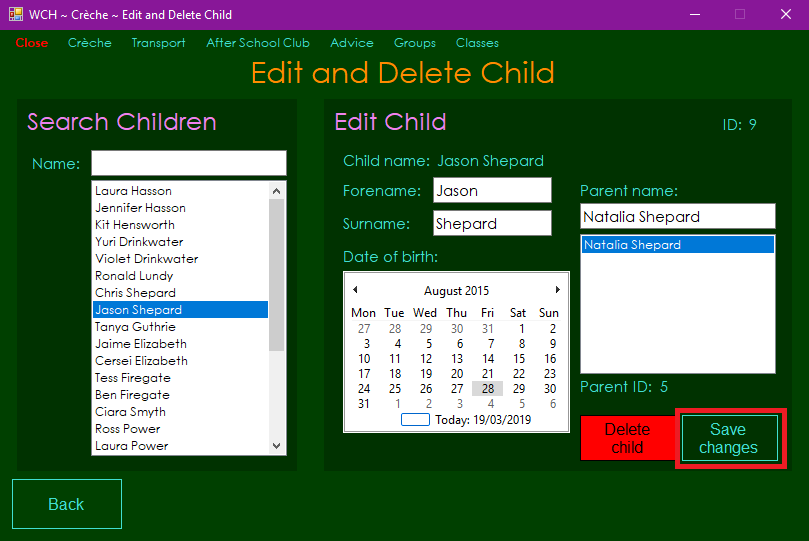 WCH ~ Crèche ~ Edit and Delete Child
Close Crèche Transport After School Club Advice Groups Classes
Edit and Delete Child
Search Children
Name:
Laura Hasson
Jennifer Hasson
Kit Hensworth
Yuri Drinkwater
Violet Drinkwater
Ronald Lundy
Chris Shepard
Jason Shepard
Tanya Guthrie
Jaime Elizabeth
Cersei Elizabeth
Tess Firegate
Ben Firegate
Ciara Smyth
Ross Power
Laura Power
Edit Child
ID: 9
Child name: Jason Shepard
Forename: Jason
Surname: Shepard
Date of birth:
August 2015
Mon Tue Wed Thu Fri Sat Sun
27 28 29 30 31 1 2
3 4 5 6 7 8 9
10 11 12 13 14 15 16
17 18 19 20 21 22 23
24 25 26 27 28 29 30
31 1 2 3 4 5 6
Today: 19/03/2019
Parent name:
Natalia Shepard
Natalia Shepard
Parent ID: 5
Delete
child
Save
changes
Back